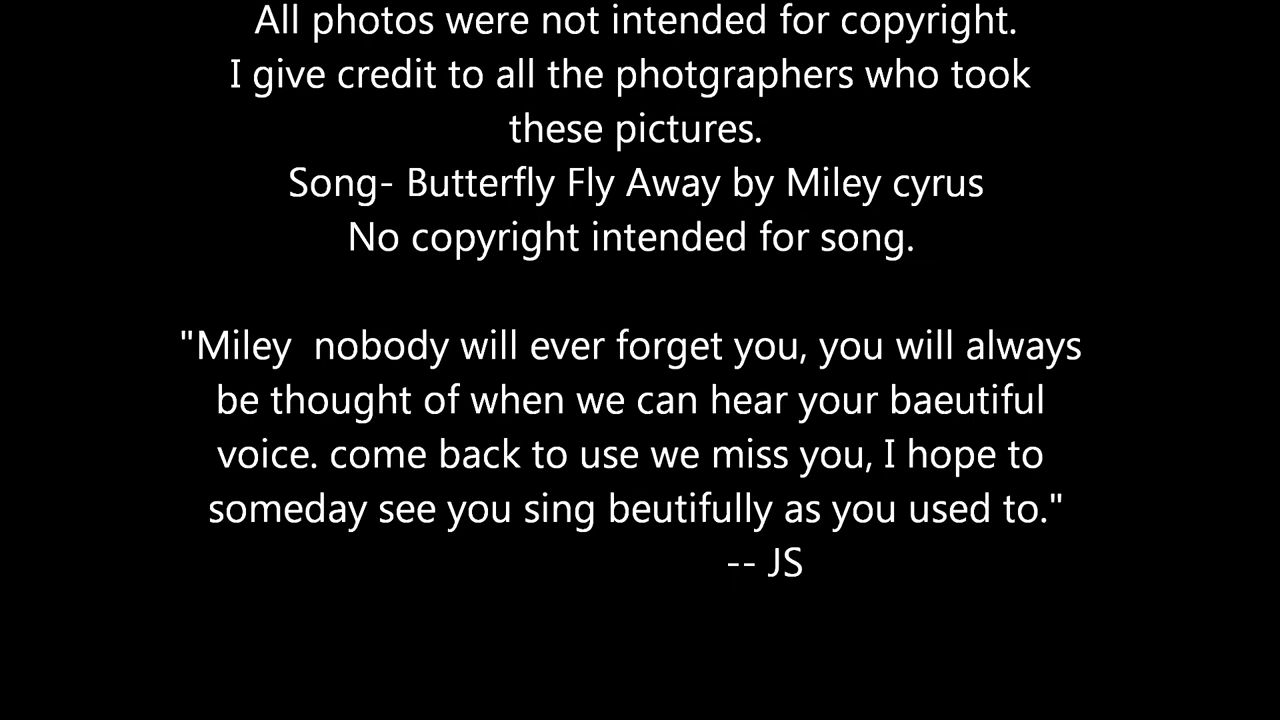 All photos were not intended for copyright.
I give credit to all the photgraphers who took
these pictures.
Song- Butterfly Fly Away by Miley cyrus
No copyright intended for song.
"Miley  nobody will ever forget you, you will always
be thought of when we can hear your baeutiful
voice. come back to use we miss you, I hope to
someday see you sing beutifully as you used to."
-- JS